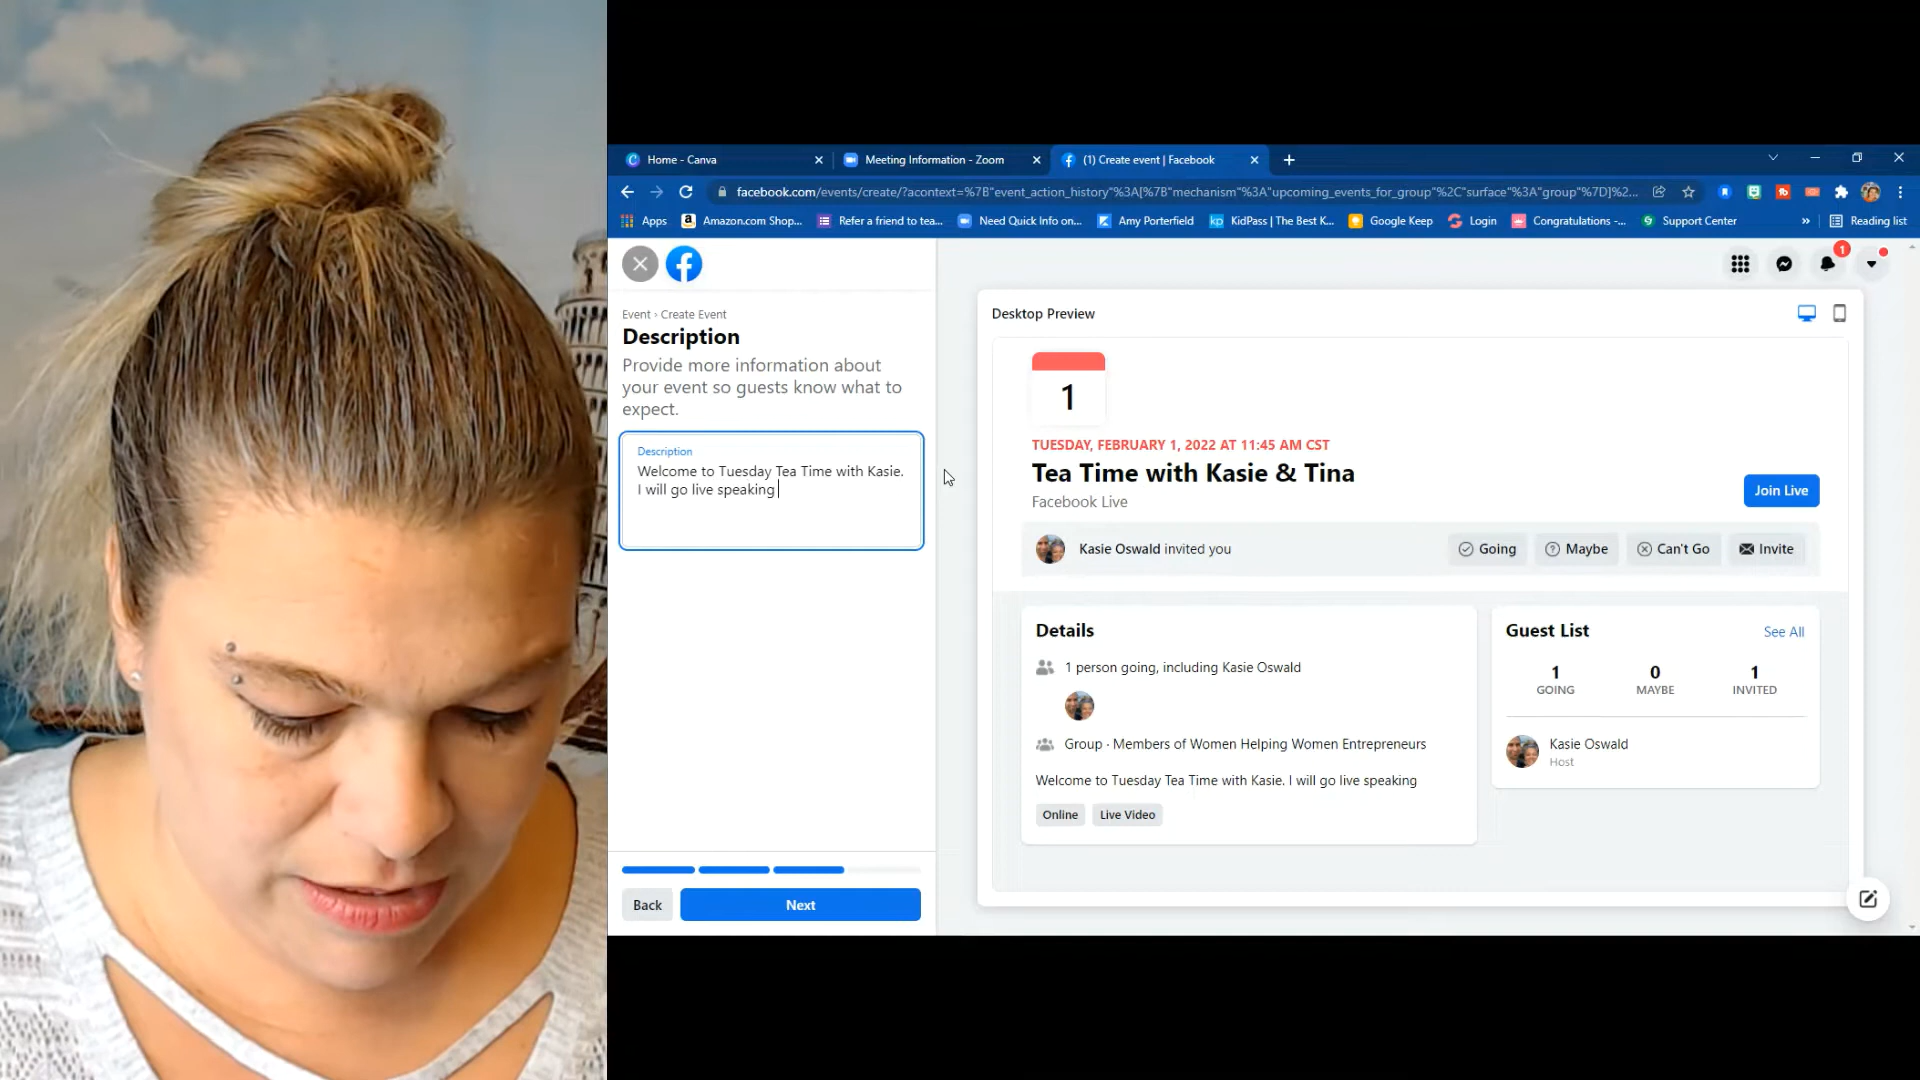 Home - Canva
Meeting Information - Zoom
(1) Create event | Facebook
facebook.com/events/create/?acontext=%7B"event_action_history"%3A[%7B"mechanism"%3A"upcoming_events_for_group"%2C"surface"%3A"group"%7D]%2...
Apps
Amazon.com Shop...
Refer a friend to tea...
Need Quick Info on...
Amy Porterfield
kp
KidPass | The Best K...
Google Keep
Login
Congratulations -...
Support Center
»
Reading list
Event › Create Event
Description
Provide more information about
your event so guests know what to
expect.
Description
Welcome to Tuesday Tea Time with Kasie.
I will go live speaking
Back
Next
1
Desktop Preview
1
TUESDAY, FEBRUARY 1, 2022 AT 11:45 AM CST
Tea Time with Kasie & Tina
Facebook Live
Join Live
Kasie Oswald invited you
Going
Maybe
Can't Go
Invite
Details
1 person going, including Kasie Oswald
Group · Members of Women Helping Women Entrepreneurs
Welcome to Tuesday Tea Time with Kasie. I will go live speaking
Online
Live Video
Guest List
See All
1
GOING
0
MAYBE
1
INVITED
Kasie Oswald
Host